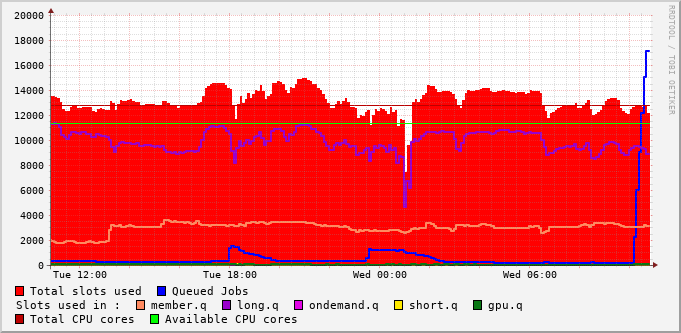 20000
18000
16000
14000
12000
10000
8000
6000
4000
2000
0
Tue 12:00 Tue 18:00 Wed 00:00 Wed 06:00
RRDTOOL / TOBI OETIKER
Total slots used Queued Jobs
Slots used in : member.q long.q ondemand.q short.q gpu.q
Total CPU cores Available CPU cores